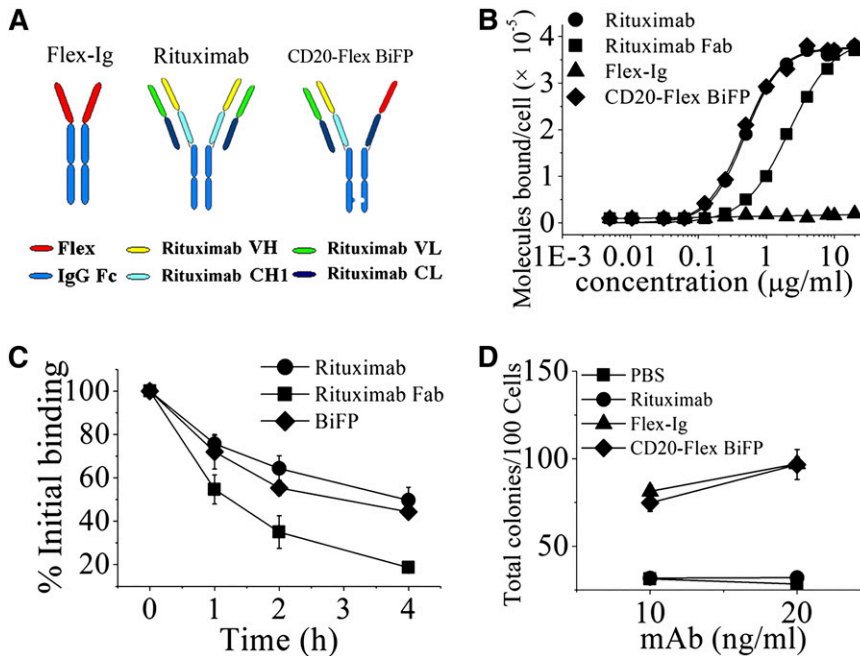 A
Flex-Ig
Rituximab
CD20-Flex BiFP
Flex
Rituximab VH
Rituximab VL
IgG Fc
Rituximab CH1
Rituximab CL
B
Molecules bound/cell (× 10⁻⁵)
4
3
2
1
0
1E-3
0.01
0.1
1
10
concentration (μg/ml)
Rituximab
Rituximab Fab
Flex-Ig
CD20-Flex BiFP
C
% Initial binding
100
80
60
40
20
0
1
2
3
4
Time (h)
Rituximab
Rituximab Fab
BiFP
D
Total colonies/100 Cells
150
100
50
10
20
mAb (ng/ml)
PBS
Rituximab
Flex-Ig
CD20-Flex BiFP